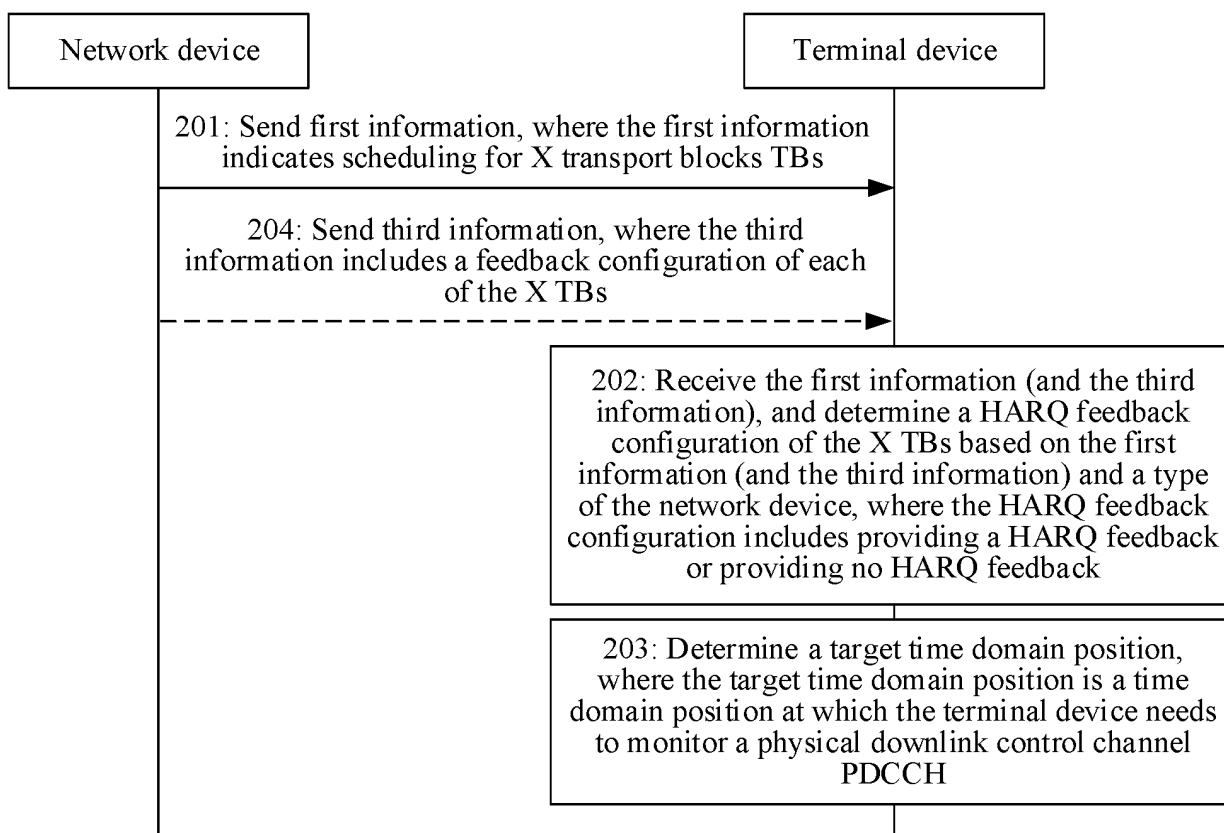 Network device
Terminal device
201: Send first information, where the first information
indicates scheduling for X transport blocks TBs
204: Send third information, where the third
information includes a feedback configuration of each
of the X TBs
202: Receive the first information (and the third
information), and determine a HARQ feedback
configuration of the X TBs based on the first
information (and the third information) and a type
of the network device, where the HARQ feedback
configuration includes providing a HARQ feedback
or providing no HARQ feedback
203: Determine a target time domain position,
where the target time domain position is a time
domain position at which the terminal device needs
to monitor a physical downlink control channel
PDCCH